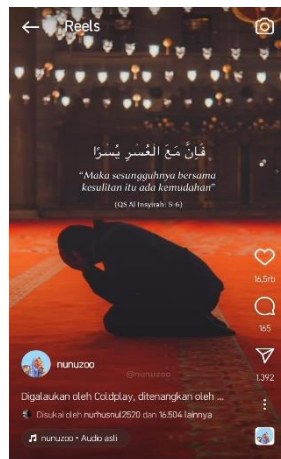 Reels
فَإِنَّ مَعَ الْعُسْرِ يُسْرًا
“Maka sesungguhnya bersama
kesulitan itu ada kemudahan”
(QS Al Insyirah: 5-6)
16,5rb
165
1.392
nunuzoo
@nunuzoo
Digalaukan oleh Coldplay, ditenangkan oleh ...
Disukai oleh nurhusnul2520 dan 16.504 lainnya
nunuzoo • Audio asli